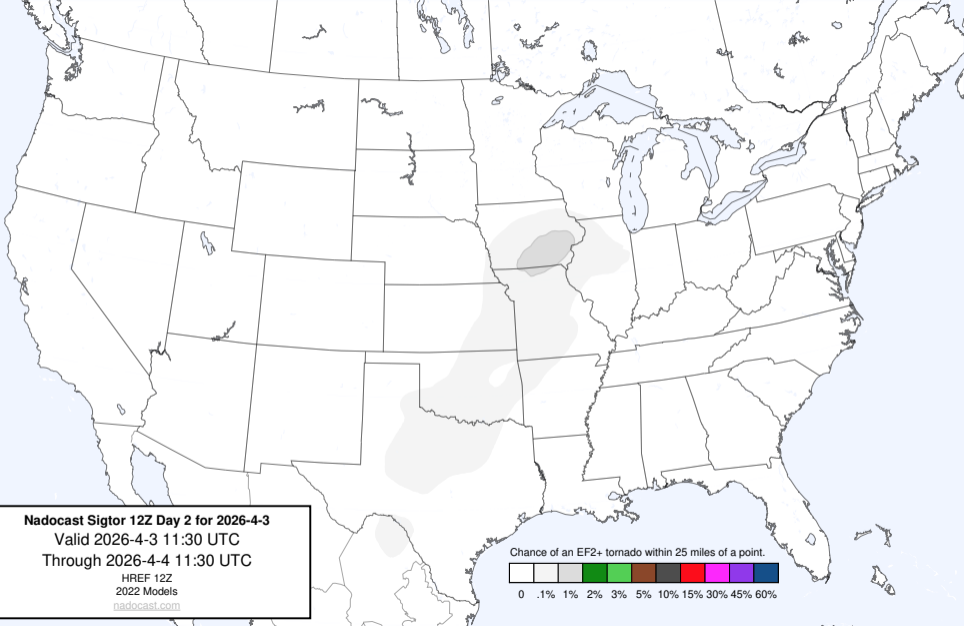 Nadocast Sigtor 12Z Day 2 for 2026-4-3
Valid 2026-4-3 11:30 UTC
Through 2026-4-4 11:30 UTC
HREF 12Z
2022 Models
nadocast.com
Chance of an EF2+ tornado within 25 miles of a point.
0 .1% 1% 2% 3% 5% 10% 15% 30% 45% 60%